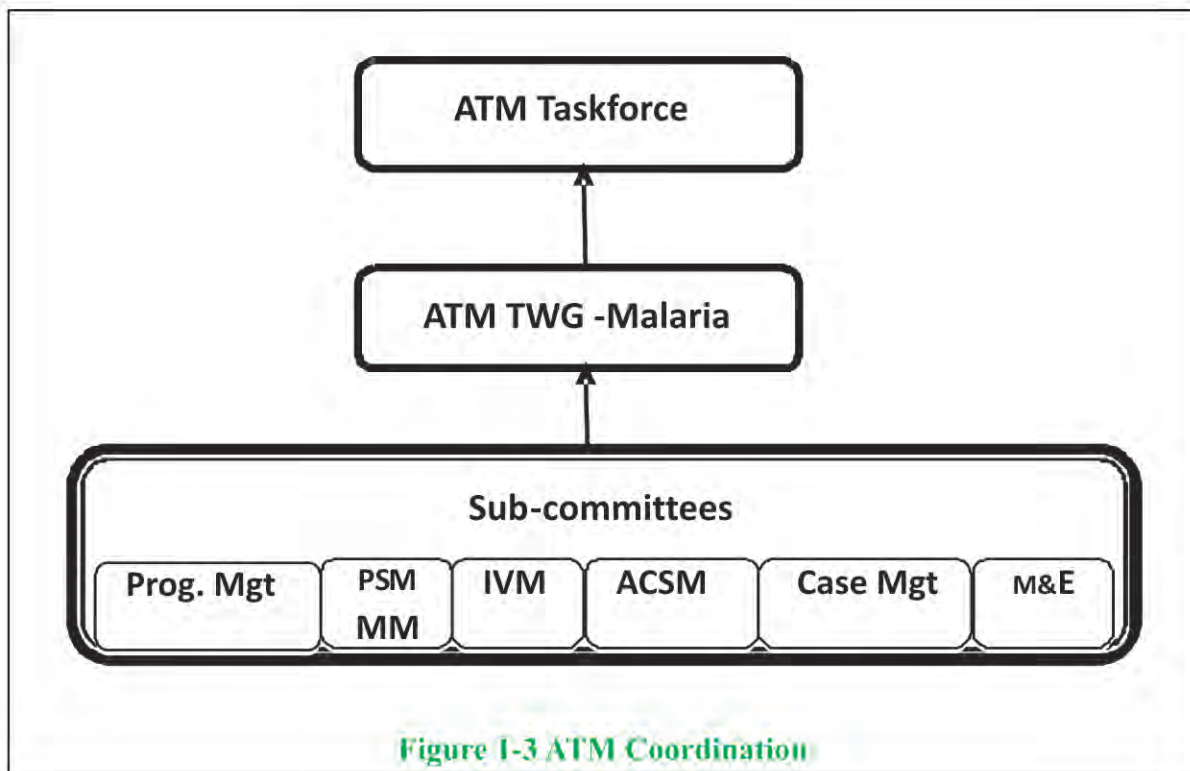 ATM Taskforce
ATM TWG -Malaria
Sub-committees
Prog. Mgt
PSM
MM
IVM
ACSM
Case Mgt
M&E
Figure 1-3 ATM Coordination